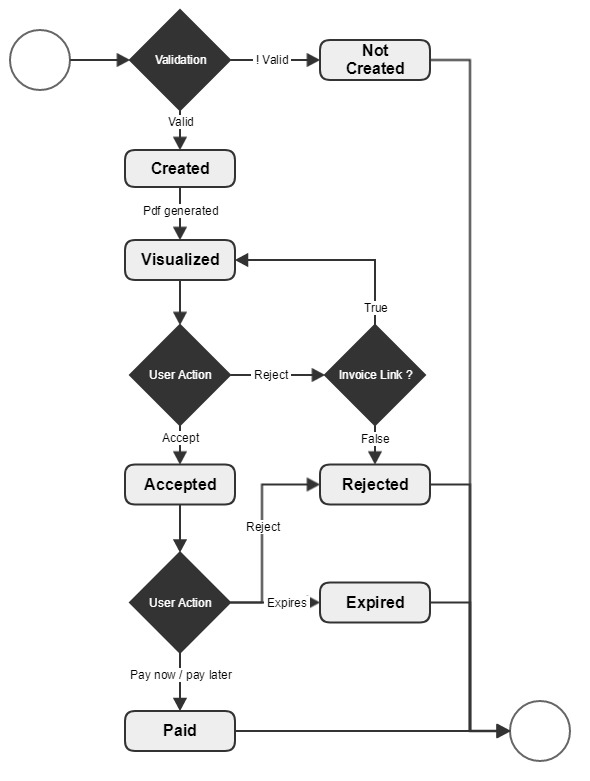 Validation
! Valid
Not
Created
Valid
Created
Pdf generated
Visualized
True
User Action
Reject
Invoice Link ?
Accept
False
Accepted
Rejected
Reject
User Action
Expires
Expired
Pay now / pay later
Paid